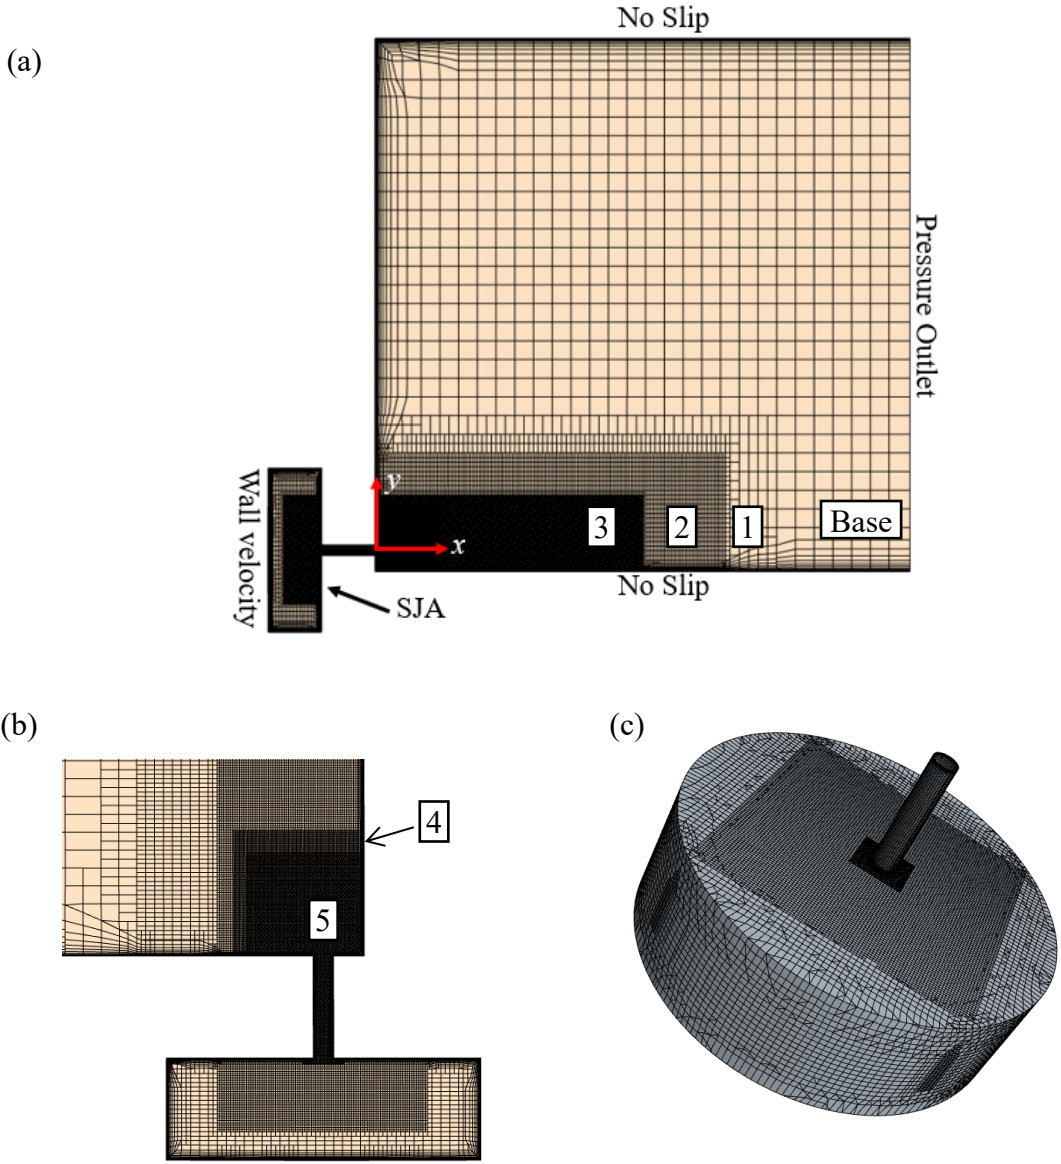 (a)
No Slip
Pressure Outlet
Wall velocity
y
x
3
2
1
Base
No Slip
SJA
(b)
4
5
(c)